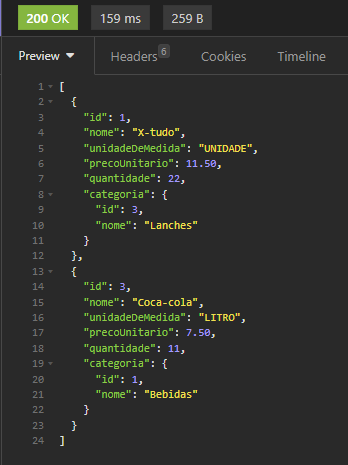 200 OK 159 ms 259 B
Preview Headers 6 Cookies Timeline
1 [
2 {
3 "id": 1,
4 "nome": "X-tudo",
5 "unidadeDeMedida": "UNIDADE",
6 "precoUnitario": 11.50,
7 "quantidade": 22,
8 "categoria": {
9 "id": 3,
10 "nome": "Lanches"
11 }
12 },
13 {
14 "id": 3,
15 "nome": "Coca-cola",
16 "unidadeDeMedida": "LITRO",
17 "precoUnitario": 7.50,
18 "quantidade": 11,
19 "categoria": {
20 "id": 1,
21 "nome": "Bebidas"
22 }
23 }
24 ]